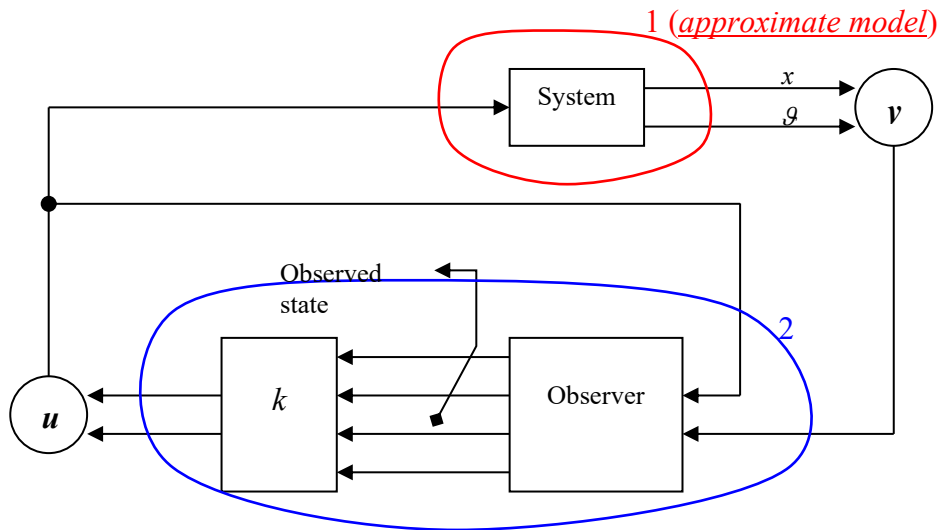 1 (approximate model)
System
x
ϑ
v
Observed
state
2
k
Observer
u